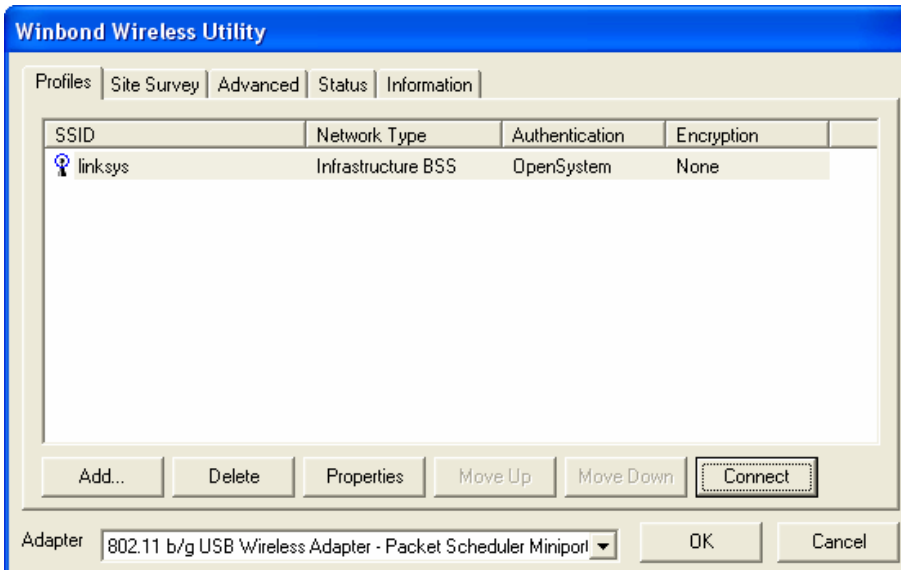 Winbond Wireless Utility
Profiles Site Survey Advanced Status Information
SSID Network Type Authentication Encryption
linksys Infrastructure BSS OpenSystem None
Add... Delete Properties Move Up Move Down Connect
Adapter 802.11 b/g USB Wireless Adapter - Packet Scheduler Miniport OK Cancel